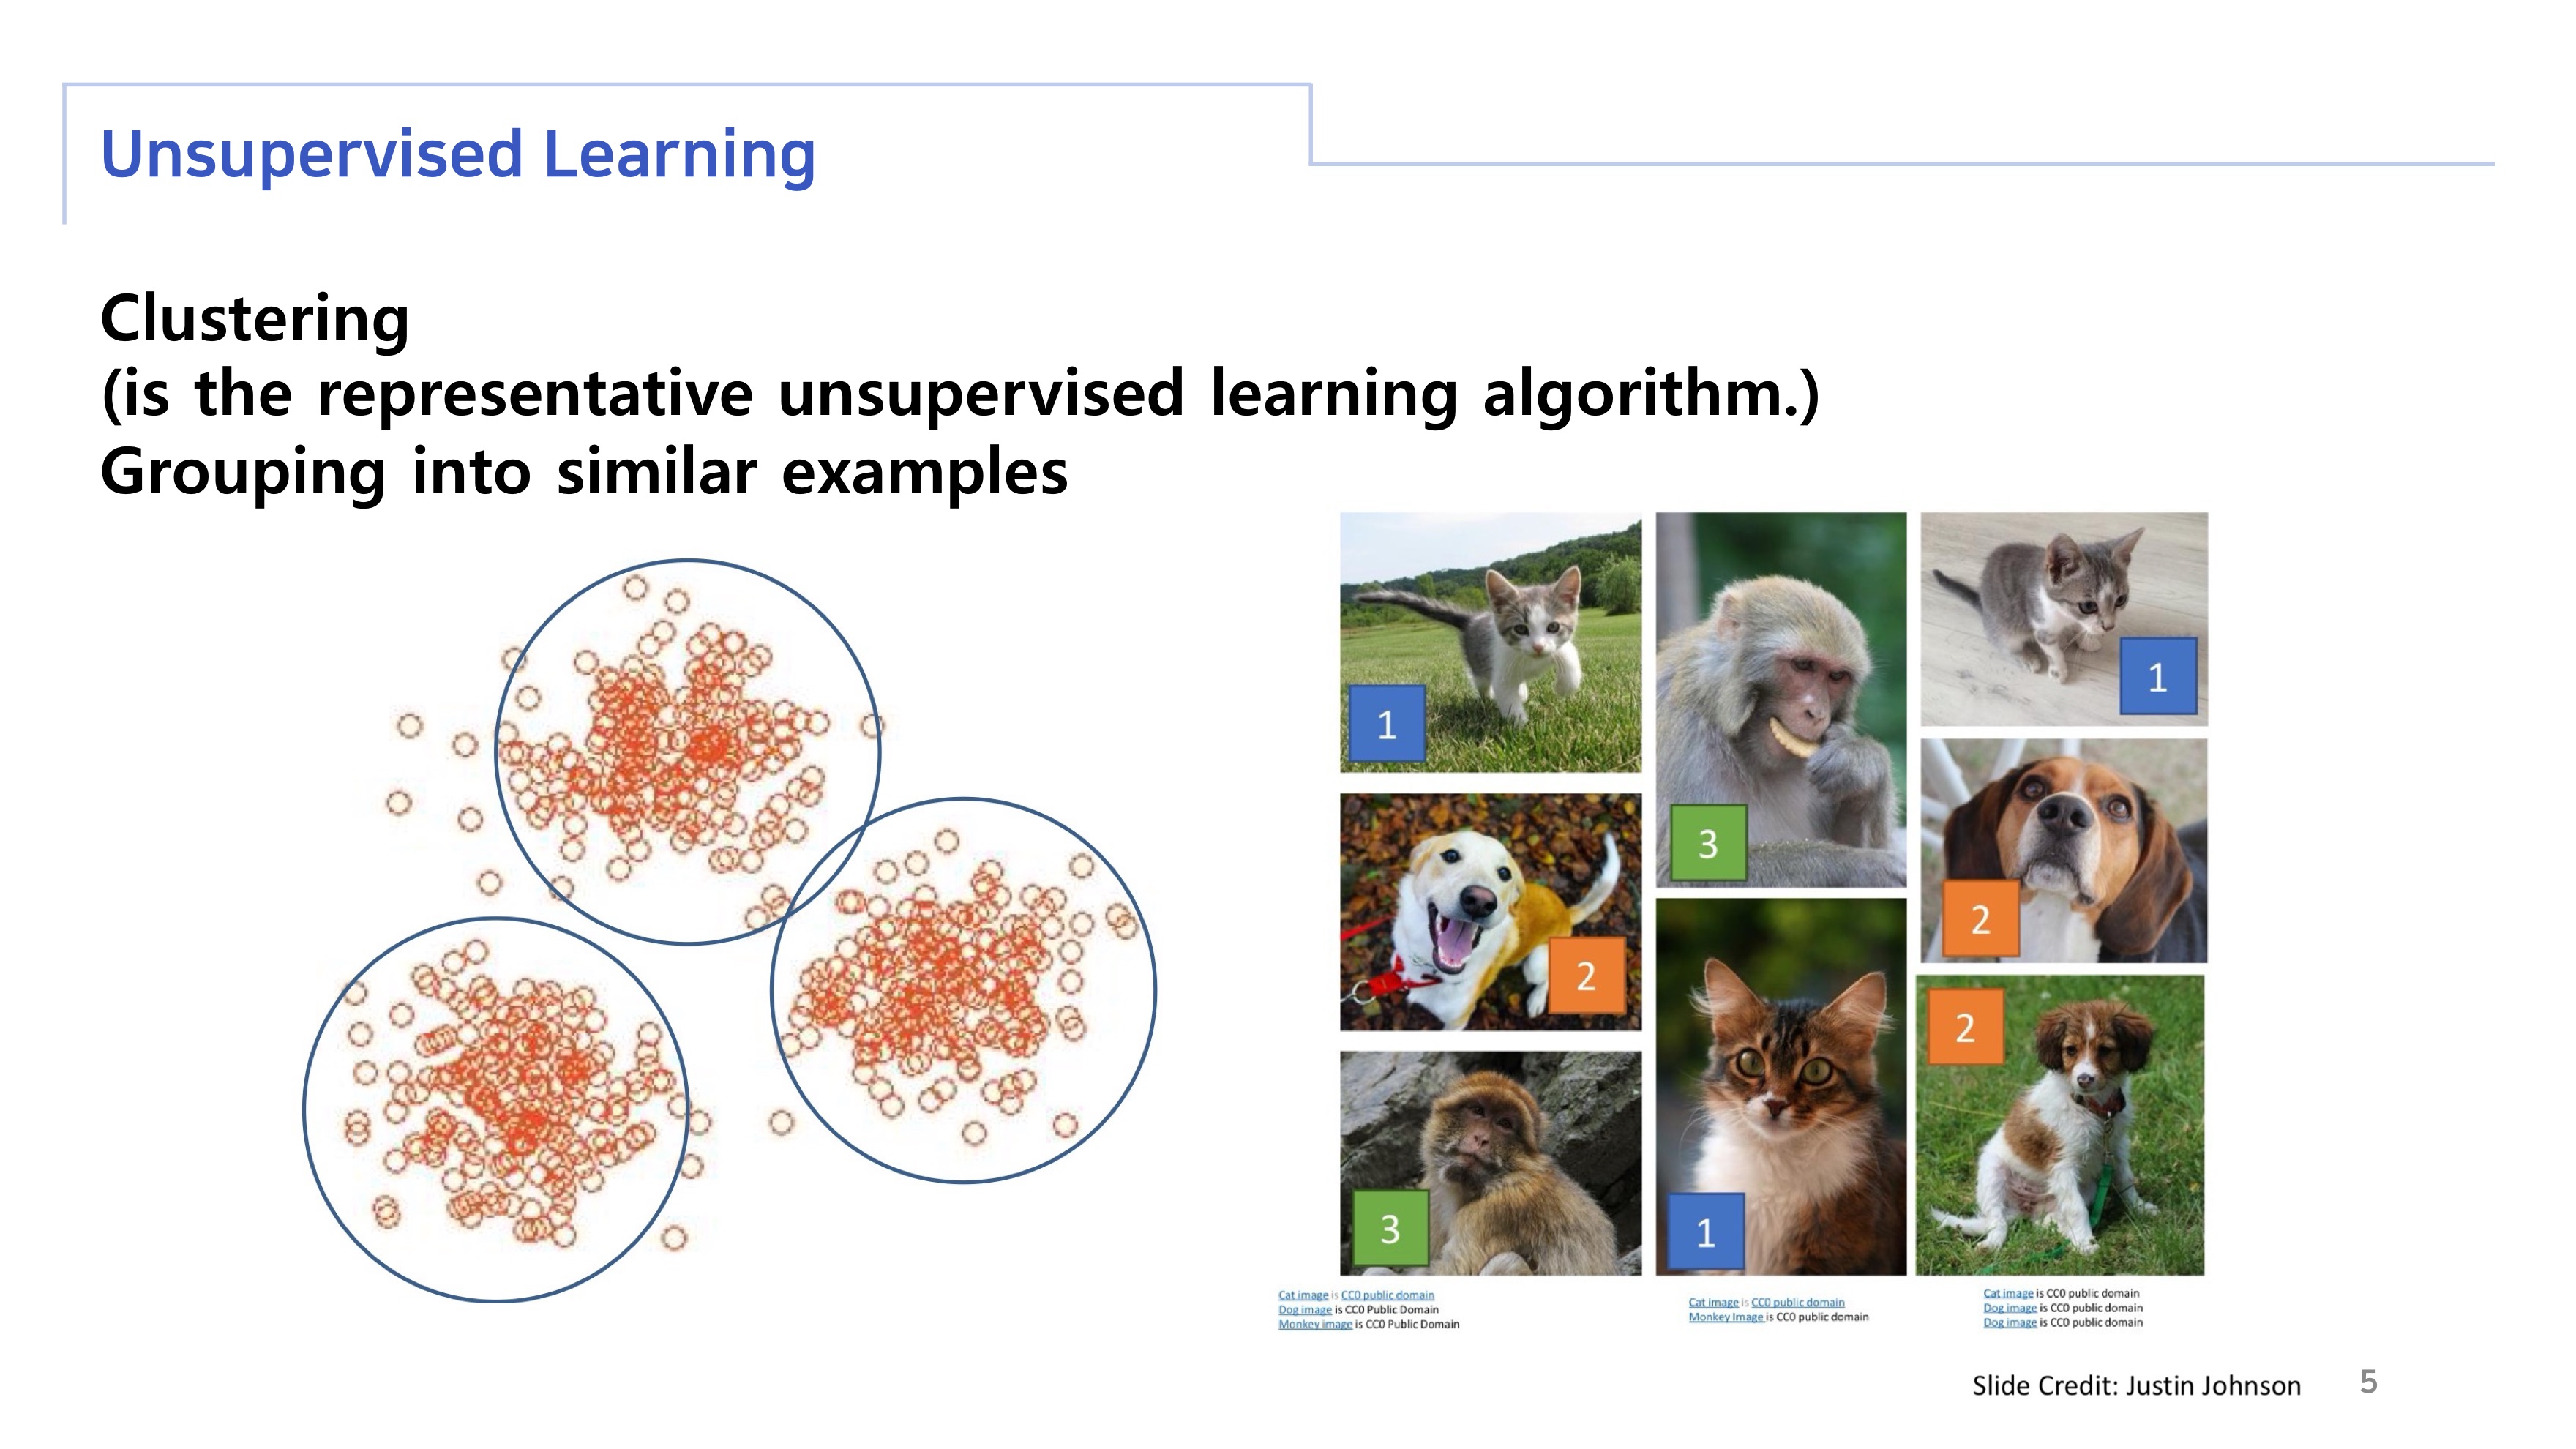 Unsupervised Learning
Clustering
(is the representative unsupervised learning algorithm.)
Grouping into similar examples
1
3
1
2
2
2
3
1
Cat image is CC0 public domain
Dog image is CC0 Public Domain
Monkey image is CC0 Public Domain
Cat image is CC0 public domain
Monkey Image is CC0 public domain
Cat image is CC0 public domain
Dog image is CC0 public domain
Dog image is CC0 public domain
Slide Credit: Justin Johnson
5